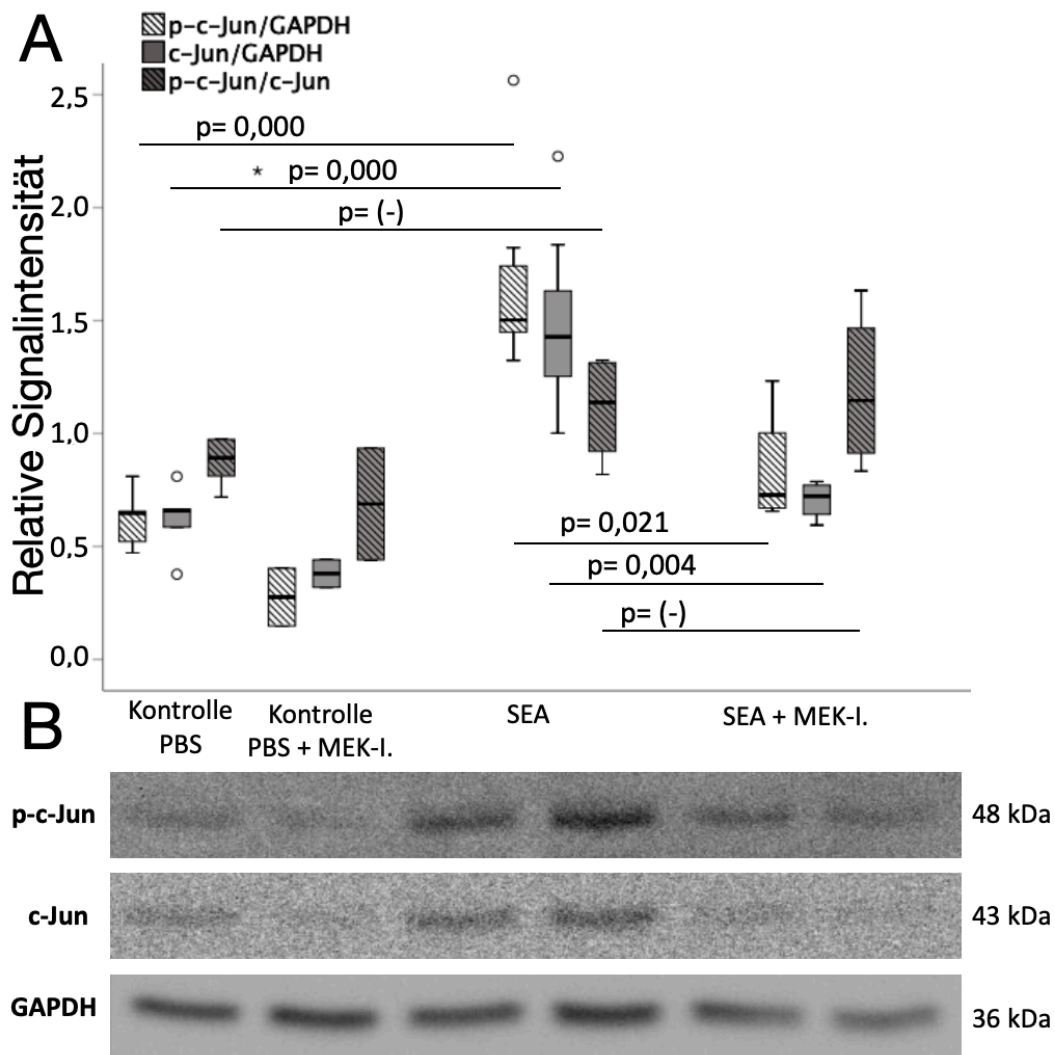 A
p-c-Jun/GAPDH
c-Jun/GAPDH
p-c-Jun/c-Jun
Relative Signalintensität
2,5
2.0
1,5
1,0
0,5
0,0
p= 0,000
* p= 0,000
p= (-)
p= 0,021
p= 0,004
p= (-)
Kontrolle
PBS
Kontrolle
PBS + MEK-I.
SEA
SEA + MEK-I.
B
p-c-Jun
48 kDa
c-Jun
43 kDa
GAPDH
36 kDa